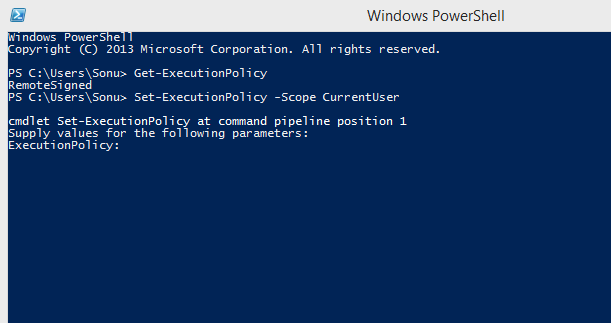 Windows PowerShell
Windows PowerShell
Copyright (C) 2013 Microsoft Corporation. All rights reserved.
PS C:\Users\Sonu> Get-ExecutionPolicy
RemoteSigned
PS C:\Users\Sonu> Set-ExecutionPolicy -Scope CurrentUser
cmdlet Set-ExecutionPolicy at command pipeline position 1
Supply values for the following parameters:
ExecutionPolicy: